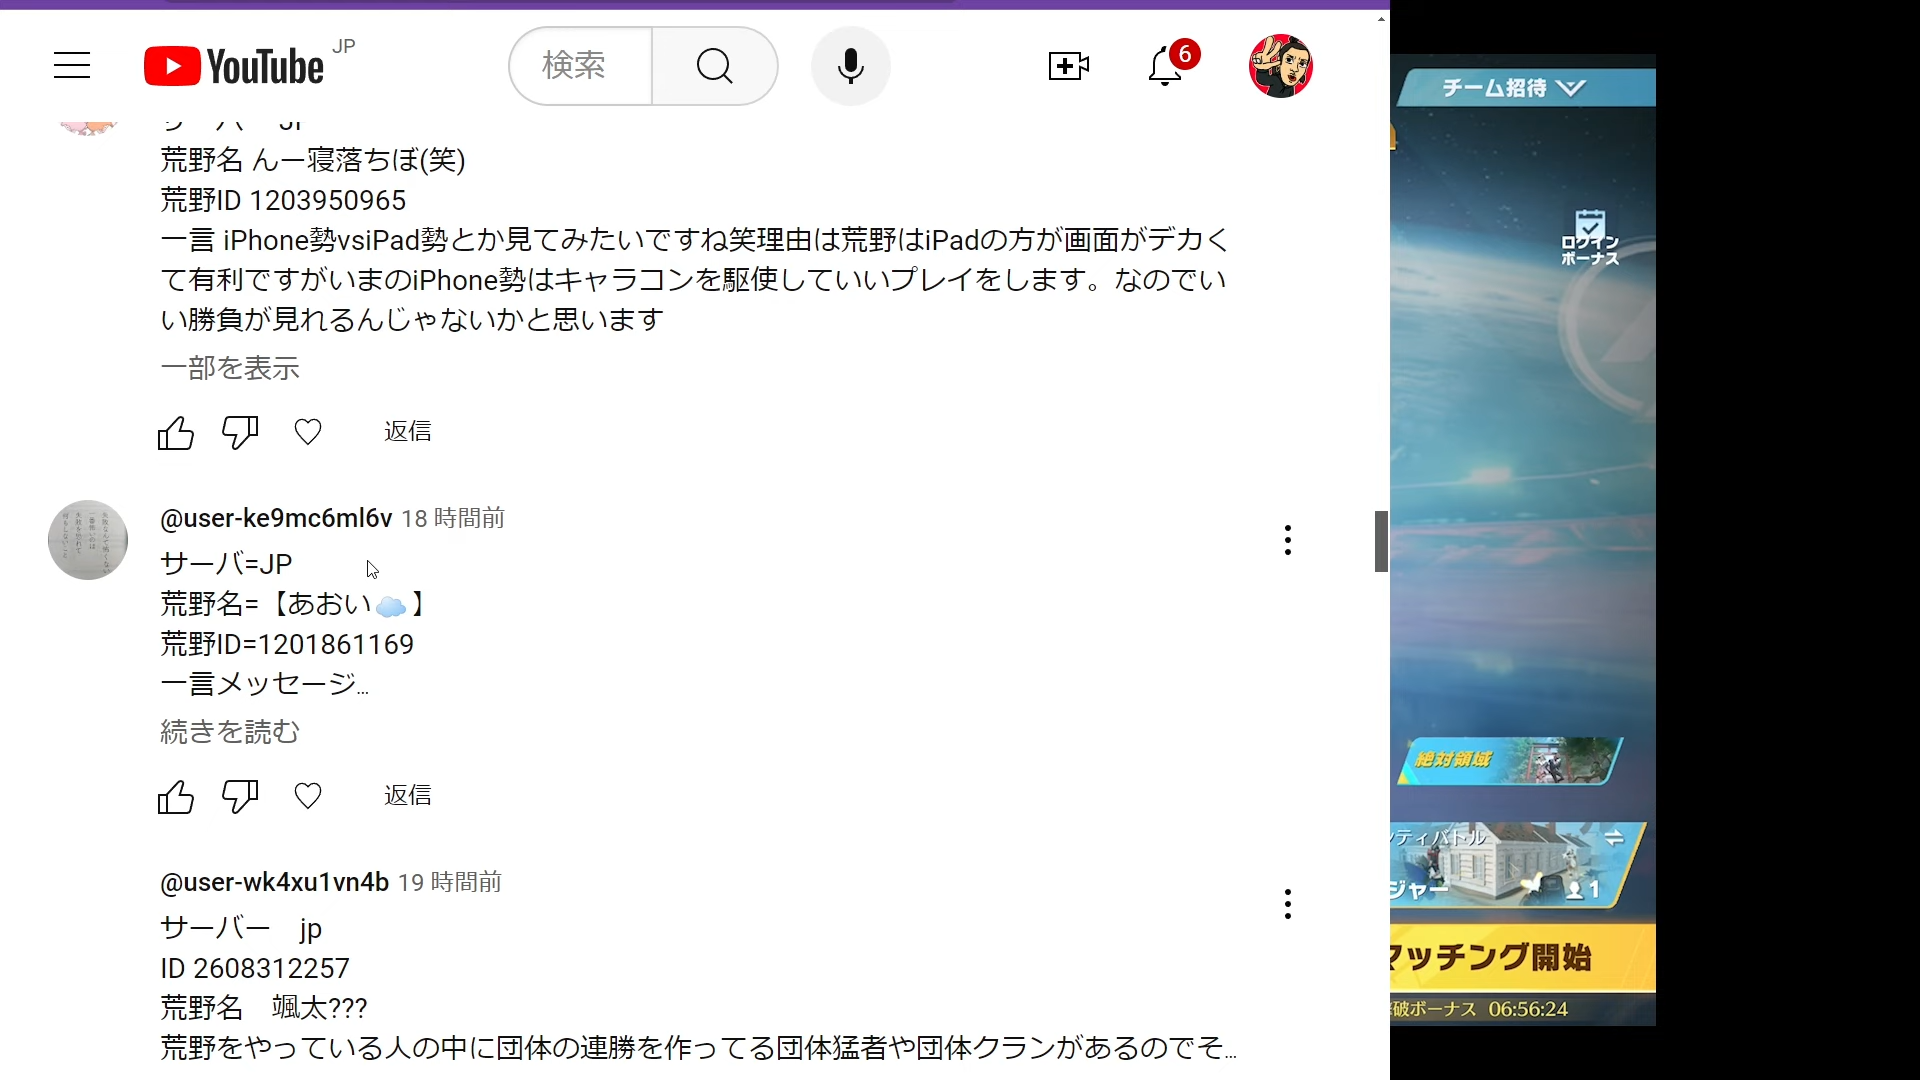 YouTube JP
検索
6
荒野名 んー寝落ちぼ(笑)
荒野ID 1203950965
一言 iPhone勢vsiPad勢とか見てみたいですね笑理由は荒野はiPadの方が画面がデカく
て有利ですがいまのiPhone勢はキャラコンを駆使していいプレイをします。なのでい
い勝負が見れるんじゃないかと思います
一部を表示
返信
@user-ke9mc6ml6v 18 時間前
サーバ=JP
荒野名=【あおい☁️】
荒野ID=1201861169
一言メッセージ...
続きを読む
返信
@user-wk4xu1vn4b 19 時間前
サーバー　jp
ID 2608312257
荒野名　颯太???
荒野をやっている人の中に団体の連勝を作ってる団体猛者や団体クランがあるのでそ...
チーム招待
ログイン
ボーナス
絶対領域
ティバトル
ジャー
1
マッチング開始
破ボーナス 06:56:24